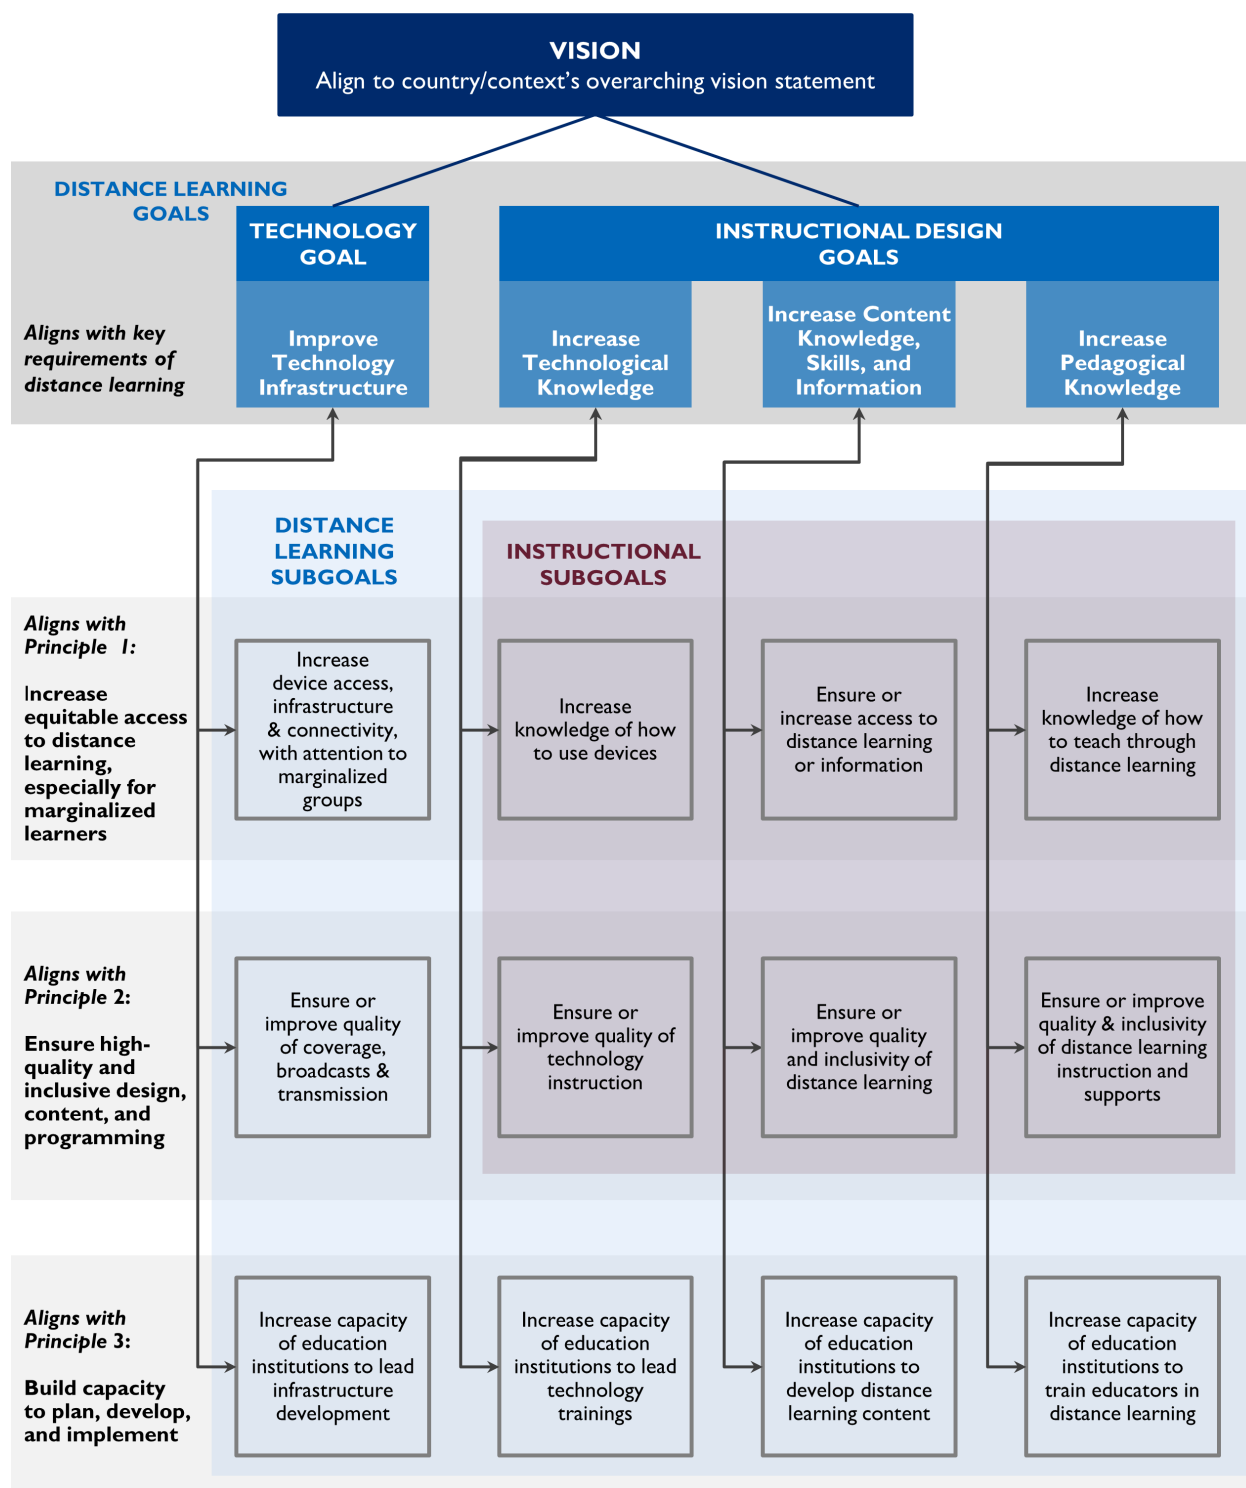 VISION
Align to country/context's overarching vision statement
DISTANCE LEARNING
GOALS
TECHNOLOGY
GOAL
INSTRUCTIONAL DESIGN
GOALS
Aligns with key
requirements of
distance learning
Improve
Technology
Infrastructure
Increase
Technological
Knowledge
Increase Content
Knowledge,
Skills, and
Information
Increase
Pedagogical
Knowledge
DISTANCE
LEARNING
SUBGOALS
INSTRUCTIONAL
SUBGOALS
Aligns with
Principle 1:
Increase
equitable access
to distance
learning,
especially for
marginalized
learners
Increase
device access,
infrastructure
& connectivity,
with attention to
marginalized
groups
Increase
knowledge of how
to use devices
Ensure or
increase access to
distance learning
or information
Increase
knowledge of how
to teach through
distance learning
Aligns with
Principle 2:
Ensure high-
quality and
inclusive design,
content, and
programming
Ensure or
improve quality
of coverage,
broadcasts &
transmission
Ensure or
improve quality of
technology
instruction
Ensure or
improve quality
and inclusivity of
distance learning
Ensure or improve
quality & inclusivity
of distance learning
instruction and
supports
Aligns with
Principle 3:
Build capacity
to plan, develop,
and implement
Increase capacity
of education
institutions to lead
infrastructure
development
Increase capacity
of education
institutions to lead
technology
trainings
Increase capacity
of education
institutions to
develop distance
learning content
Increase capacity
of education
institutions to
train educators in
distance learning